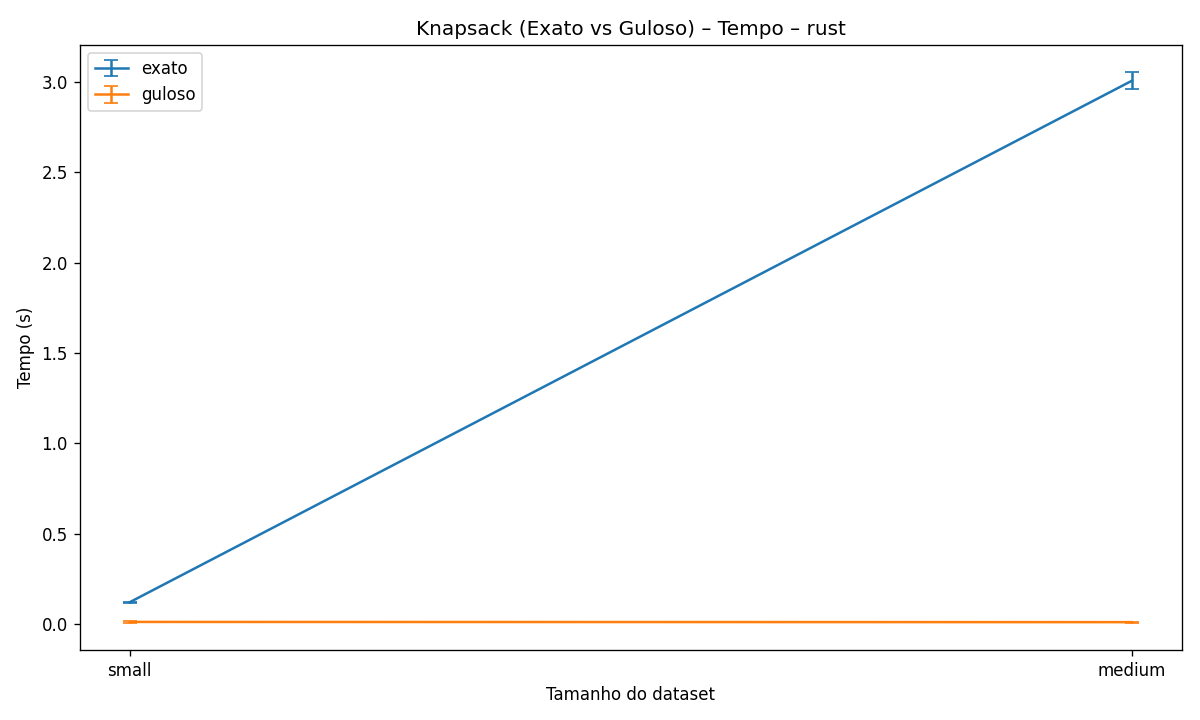 Knapsack (Exato vs Guloso) – Tempo – rust
exato
guloso
Tempo (s)
3.0
2.5
2.0
1.5
1.0
0.5
0.0
small
medium
Tamanho do dataset